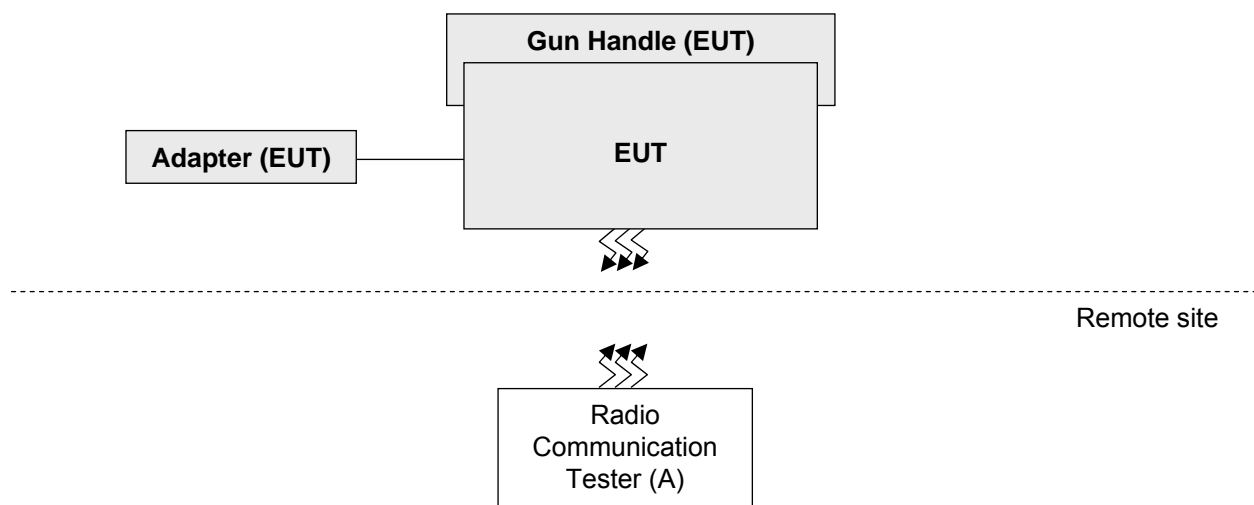 Gun Handle (EUT)
EUT
Adapter (EUT)
Remote site
Radio
Communication
Tester (A)